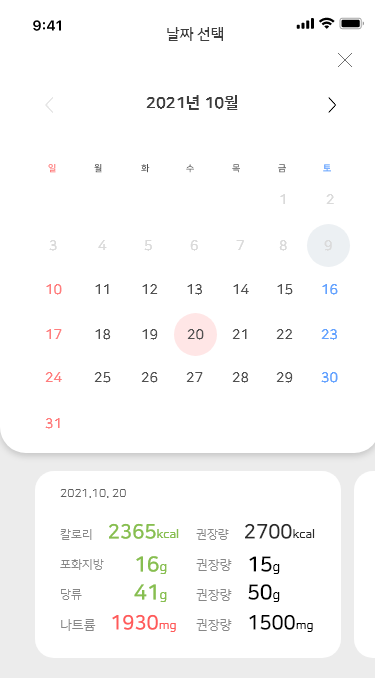 9:41
날짜 선택
2021년 10월
일 월 화 수 목 금 토
1 2
3 4 5 6 7 8 9
10 11 12 13 14 15 16
17 18 19 20 21 22 23
24 25 26 27 28 29 30
31
2021.10. 20
칼로리 2365kcal 권장량 2700kcal
포화지방 16g 권장량 15g
당류 41g 권장량 50g
나트륨 1930mg 권장량 1500mg